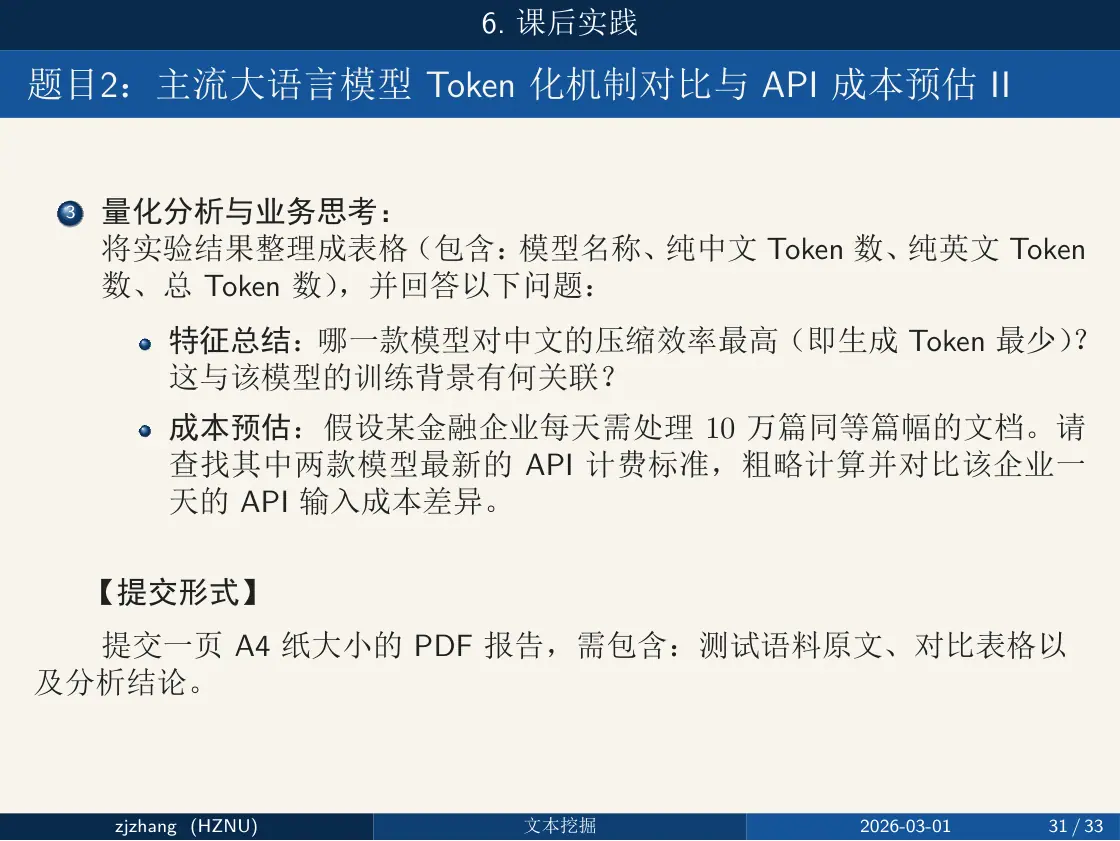 6. 课后实践
题目2：主流大语言模型 Token 化机制对比与 API 成本预估 II
3 量化分析与业务思考：
将实验结果整理成表格（包含：模型名称、纯中文 Token 数、纯英文 Token
数、总 Token 数），并回答以下问题：
• 特征总结：哪一款模型对中文的压缩效率最高（即生成 Token 最少）？
这与该模型的训练背景有何关联？
• 成本预估：假设某金融企业每天需处理 10 万篇同等篇幅的文档。请
查找其中两款模型最新的 API 计费标准，粗略计算并对比该企业一
天的 API 输入成本差异。
【提交形式】
提交一页 A4 纸大小的 PDF 报告，需包含：测试语料原文、对比表格以
及分析结论。
zjzhang (HZNU) 文本挖掘 2026-03-01 31 / 33